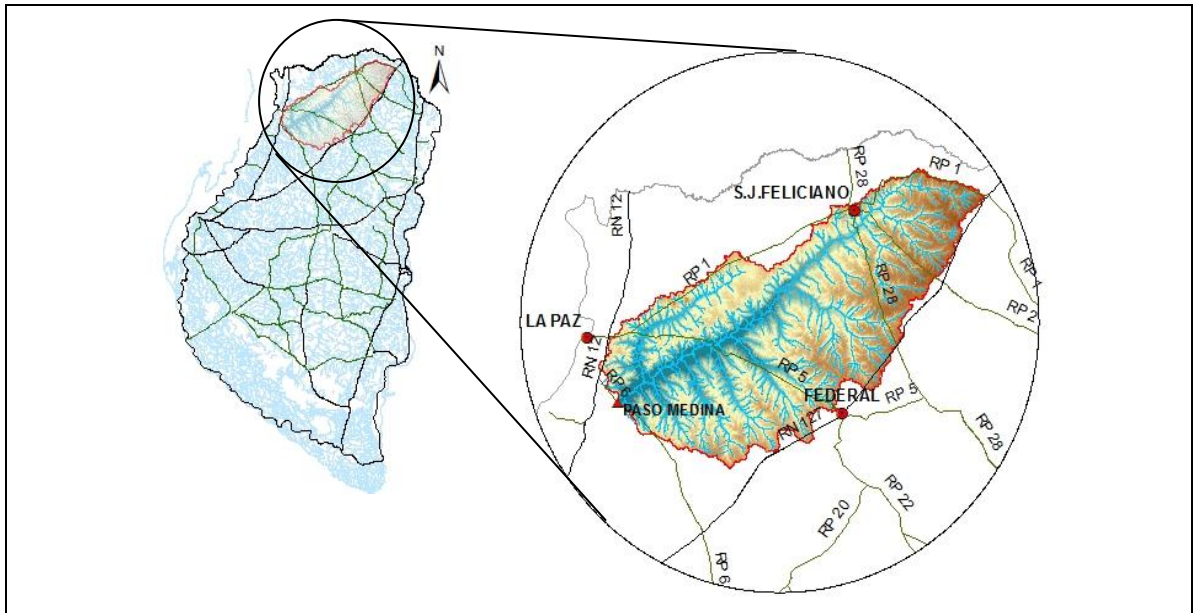 N
RP 28
RP 1
S.J.FELICIANO
RN 12
RP 1
RP 28
RP 2
LA PAZ
RN 12
RP 6
RP 5
FEDERAL
RP 5
PASO MEDINA
RN 127
RP 28
RP 22
RP 20
RP 6